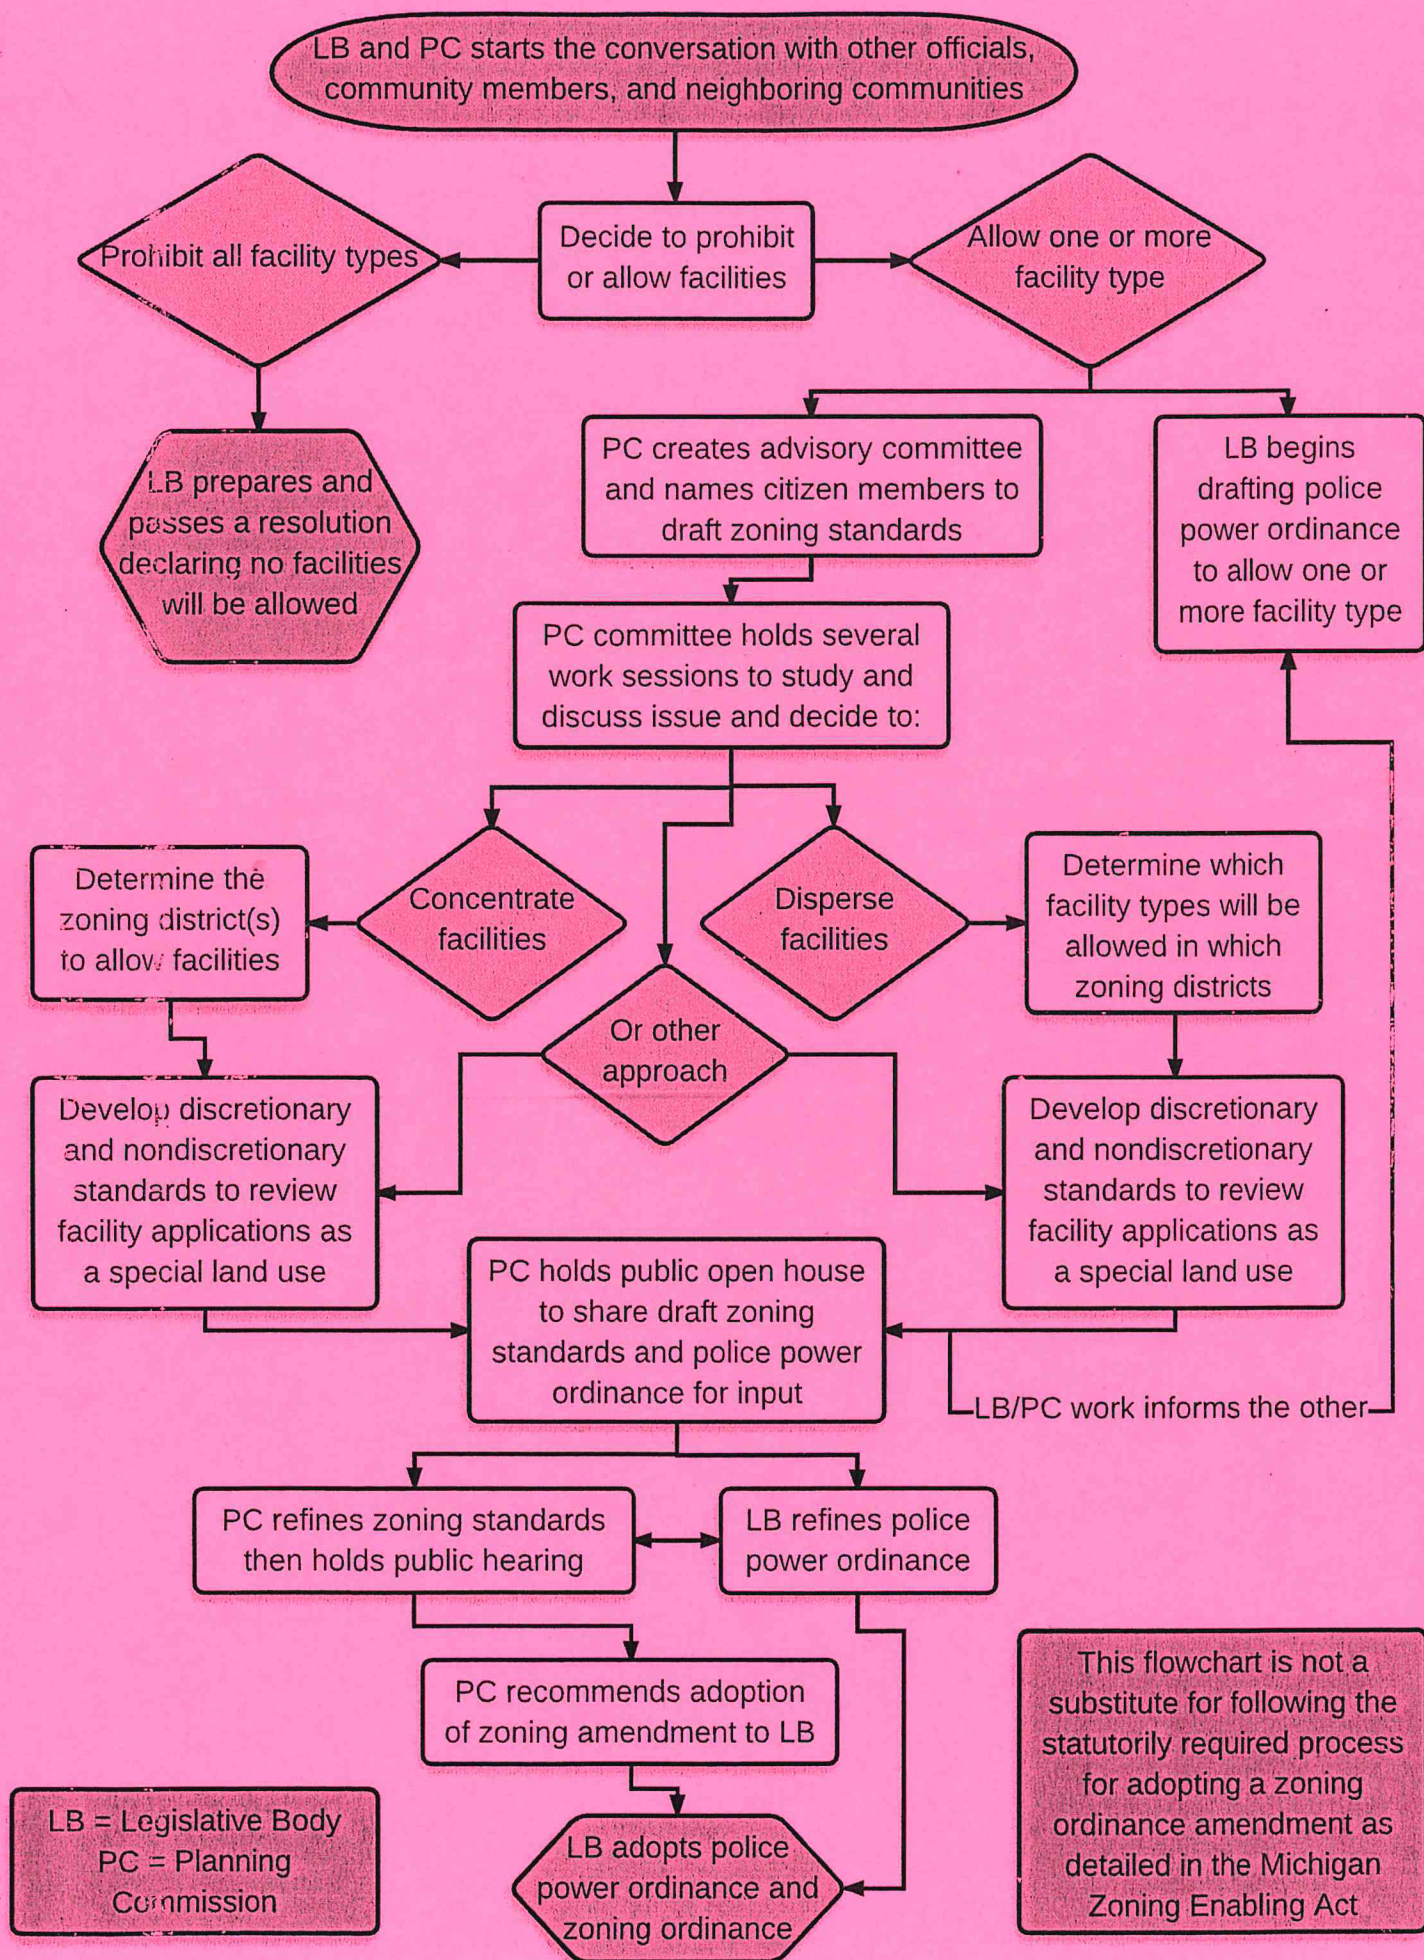 LB and PC starts the conversation with other officials,
community members, and neighboring communities
Prohibit all facility types
Decide to prohibit
or allow facilities
Allow one or more
facility type
LB prepares and
passes a resolution
declaring no facilities
will be allowed
PC creates advisory committee
and names citizen members to
draft zoning standards
LB begins
drafting police
power ordinance
to allow one or
more facility type
PC committee holds several
work sessions to study and
discuss issue and decide to:
Determine the
zoning district(s)
to allow facilities
Concentrate
facilities
Disperse
facilities
Determine which
facility types will be
allowed in which
zoning districts
Or other
approach
Develop discretionary
and nondiscretionary
standards to review
facility applications as
a special land use
Develop discretionary
and nondiscretionary
standards to review
facility applications as
a special land use
PC holds public open house
to share draft zoning
standards and police power
ordinance for input
LB/PC work informs the other
PC refines zoning standards
then holds public hearing
LB refines police
power ordinance
PC recommends adoption
of zoning amendment to LB
LB adopts police
power ordinance and
zoning ordinance
LB = Legislative Body
PC = Planning
Commission
This flowchart is not a
substitute for following the
statutorily required process
for adopting a zoning
ordinance amendment as
detailed in the Michigan
Zoning Enabling Act